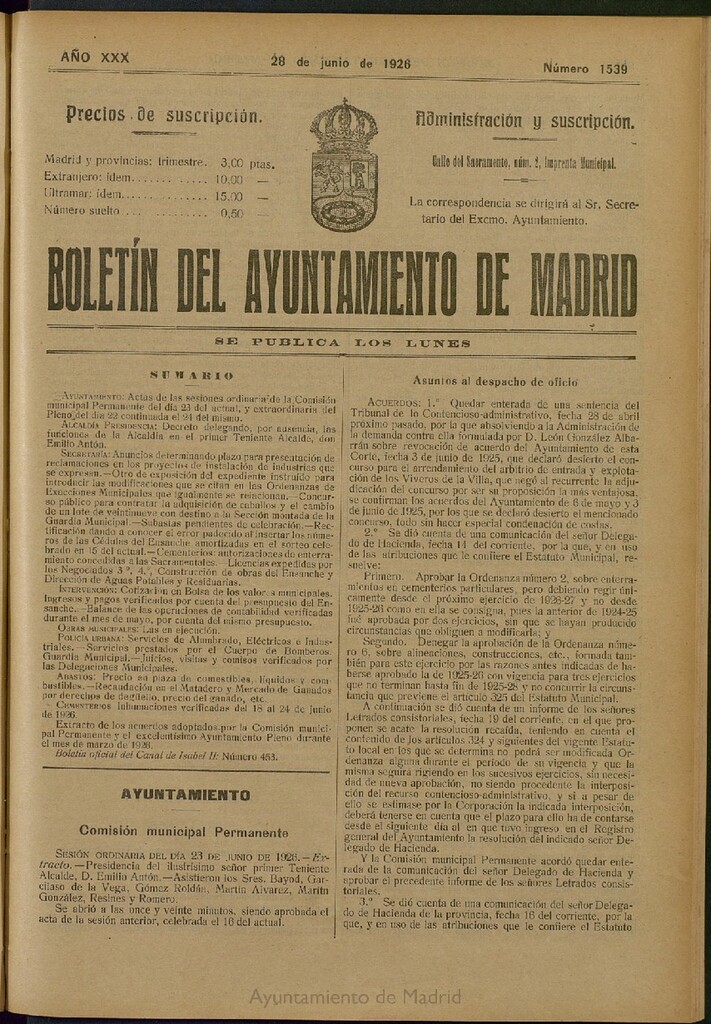 AÑO XXX
28 de junio de 1926
Número 1539
Precios de suscripción.
Madrid y provincias: trimestre. 3,00 ptas.
Extranjero: ídem............ 10,00 —
Ultramar: ídem............. 15,00 —
Número suelto............. 0,50 —
Administración y suscripción.
Calle del Sacramento, núm. 2, Imprenta Municipal.
La correspondencia se dirigirá al Sr. Secre-
tario del Excmo. Ayuntamiento.
BOLETÍN DEL AYUNTAMIENTO DE MADRID
SE PUBLICA LOS LUNES
SUMARIO
AYUNTAMIENTO: Actas de las sesiones ordinaria de la Comisión
municipal Permanente del día 23 del actual, y extraordinaria del
Pleno del día 22 continuada el 24 del mismo.
ALCALDÍA PRESIDENCIA: Decreto delegando, por ausencia, las
funciones de la Alcaldía en el primer Teniente Alcalde, don
Emilio Antón.
SECRETARÍA: Anuncios determinando plazo para presentación de
reclamaciones en los proyectos de instalación de industrias que
se expresan.—Otro de exposición del expediente instruído para
introducir las modificaciones que se citan en las Ordenanzas de
Exacciones Municipales que igualmente se relacionan.—Concur-
so público para contratar la adquisición de caballos y el cambio
de un lote de veintinueve con destino a la Sección montada de la
Guardia Municipal.—Subastas pendientes de celebración.—Rec-
tificación dando a conocer el error padecido al insertar los núme-
ros de las Cédulas del Ensanche amortizadas en el sorteo cele-
brado en 15 del actual.—Cementerios: autorizaciones de enterra-
miento concedidas a las Sacramentales.—Licencias expedidas por
los Negociados 3.º, 4.º, Construcción de obras del Ensanche y
Dirección de Aguas Potables y Residuarias.
INTERVENCIÓN: Cotización en Bolsa de los valores municipales.
Ingresos y pagos verificados por cuenta del presupuesto del En-
sanche.—Balance de las operaciones de contabilidad verificadas
durante el mes de mayo, por cuenta del mismo presupuesto.
OBRAS MUNICIPALES: Las en ejecución.
POLICÍA URBANA: Servicios de Alumbrado, Eléctricos e Indus-
triales.—Servicios prestados por el Cuerpo de Bomberos.
Guardia Municipal.—Juicios, visitas y comisos verificados por
las Delegaciones Municipales.
ABASTOS: Precio en plaza de comestibles, líquidos y com-
bustibles.—Recaudación en el Matadero y Mercado de Ganados
por derechos de degüello, precio del ganado, etc.
CEMENTERIOS: Inhumaciones verificadas del 18 al 24 de junio
de 1926.
Extracto de los acuerdos adoptados por la Comisión munici-
pal Permanente y el excelentísimo Ayuntamiento Pleno durante
el mes de marzo de 1926.
Boletín oficial del Canal de Isabel II: Número 453.
AYUNTAMIENTO
Comisión municipal Permanente
SESIÓN ORDINARIA DEL DÍA 23 DE JUNIO DE 1926.—Ex-
tracto.—Presidencia del ilustrísimo señor primer Teniente
Alcalde, D. Emilio Antón.—Asistieron los Sres. Bayod, Gar-
cilaso de la Vega, Gómez Roldán, Martín Alvarez, Martín
González, Resines y Romero.
Se abrió a las once y veinte minutos, siendo aprobada el
acta de la sesión anterior, celebrada el 16 del actual.
Asuntos al despacho de oficio
ACUERDOS: 1.º Quedar enterada de una sentencia del
Tribunal de lo Contencioso-administrativo, fecha 28 de abril
próximo pasado, por la que absolviendo a la Administración de
la demanda contra ella formulada por D. León González Alba-
rrán sobre revocación de acuerdo del Ayuntamiento de esta
Corte, fecha 3 de junio de 1925, que declaró desierto el con-
curso para el arrendamiento del arbitrio de entrada y explota-
ción de los Viveros de la Villa, que negó al recurrente la ad-
judicación del concurso por ser su proposición la más ventajosa,
se confirman los acuerdos del Ayuntamiento de 6 de mayo y 3
de junio de 1925, por los que se declaró desierto el mencionado
concurso, todo sin hacer especial condenación de costas.
2.º Se dió cuenta de una comunicación del señor Delega-
do de Hacienda, fecha 14 del corriente, por la que, y en uso
de las atribuciones que le confiere el Estatuto Municipal, re-
suelve:
Primero. Aprobar la Ordenanza número 2, sobre enterra-
mientos en cementerios particulares, pero debiendo regir úni-
camente desde el próximo ejercicio de 1926-27 y no desde
1925-26 como en ella se consigna, pues la anterior de 1924-25
fué aprobada por dos ejercicios, sin que se hayan producido
circunstancias que obliguen a modificarla; y
Segundo. Denegar la aprobación de la Ordenanza núme-
ro 6, sobre alineaciones, construcciones, etc., formada tam-
bién para este ejercicio por las razones antes indicadas de ha-
berse aprobado la de 1925-26 con vigencia para tres ejercicios
que no terminan hasta fin de 1925-28 y no concurrir la circuns-
tancia que previene el artículo 325 del Estatuto Municipal.
A continuación se dió cuenta de un informe de los señores
Letrados consistoriales, fecha 19 del corriente, en el que pro-
ponen se acate la resolución recaída, teniendo en cuenta el
contenido de los artículos 324 y siguientes del vigente Estatu-
to local en los que se determina no podrá ser modificada Orde-
nanza alguna durante el período de su vigencia y que la
misma seguirá rigiendo en los sucesivos ejercicios, sin necesi-
dad de nueva aprobación, no siendo procedente la interposi-
ción del recurso contencioso-administrativo, y si a pesar de
ello se estimase por la Corporación la indicada interposición,
deberá tenerse en cuenta que el plazo para ello ha de contarse
desde el siguiente día al en que tuvo ingreso en el Registro
general del Ayuntamiento la resolución del indicado señor De-
legado de Hacienda.
Y la Comisión municipal Permanente acordó quedar ente-
rada de la comunicación del señor Delegado de Hacienda y
aprobar el precedente informe de los señores Letrados consis-
toriales.
3.º Se dió cuenta de una comunicación del señor Delega-
do de Hacienda de la provincia, fecha 16 del corriente, por la
que, y en uso de las atribuciones que le confiere el Estatuto
Ayuntamiento de Madrid